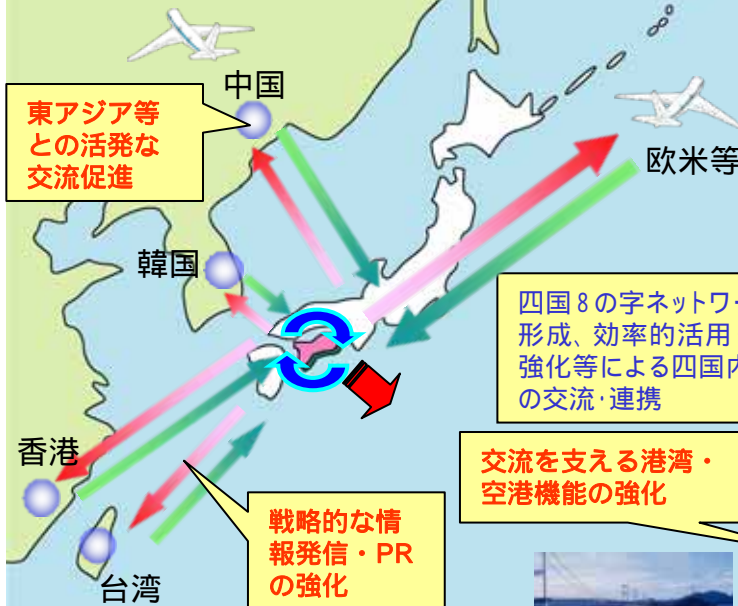 中国
東アジア等
との活発な
交流促進
欧米等
韓国
四国8の字ネットワー
形成、効率的活用
強化等による四国内
の交流・連携
香港
交流を支える港湾・
空港機能の強化
戦略的な情
報発信・PR
の強化
台湾